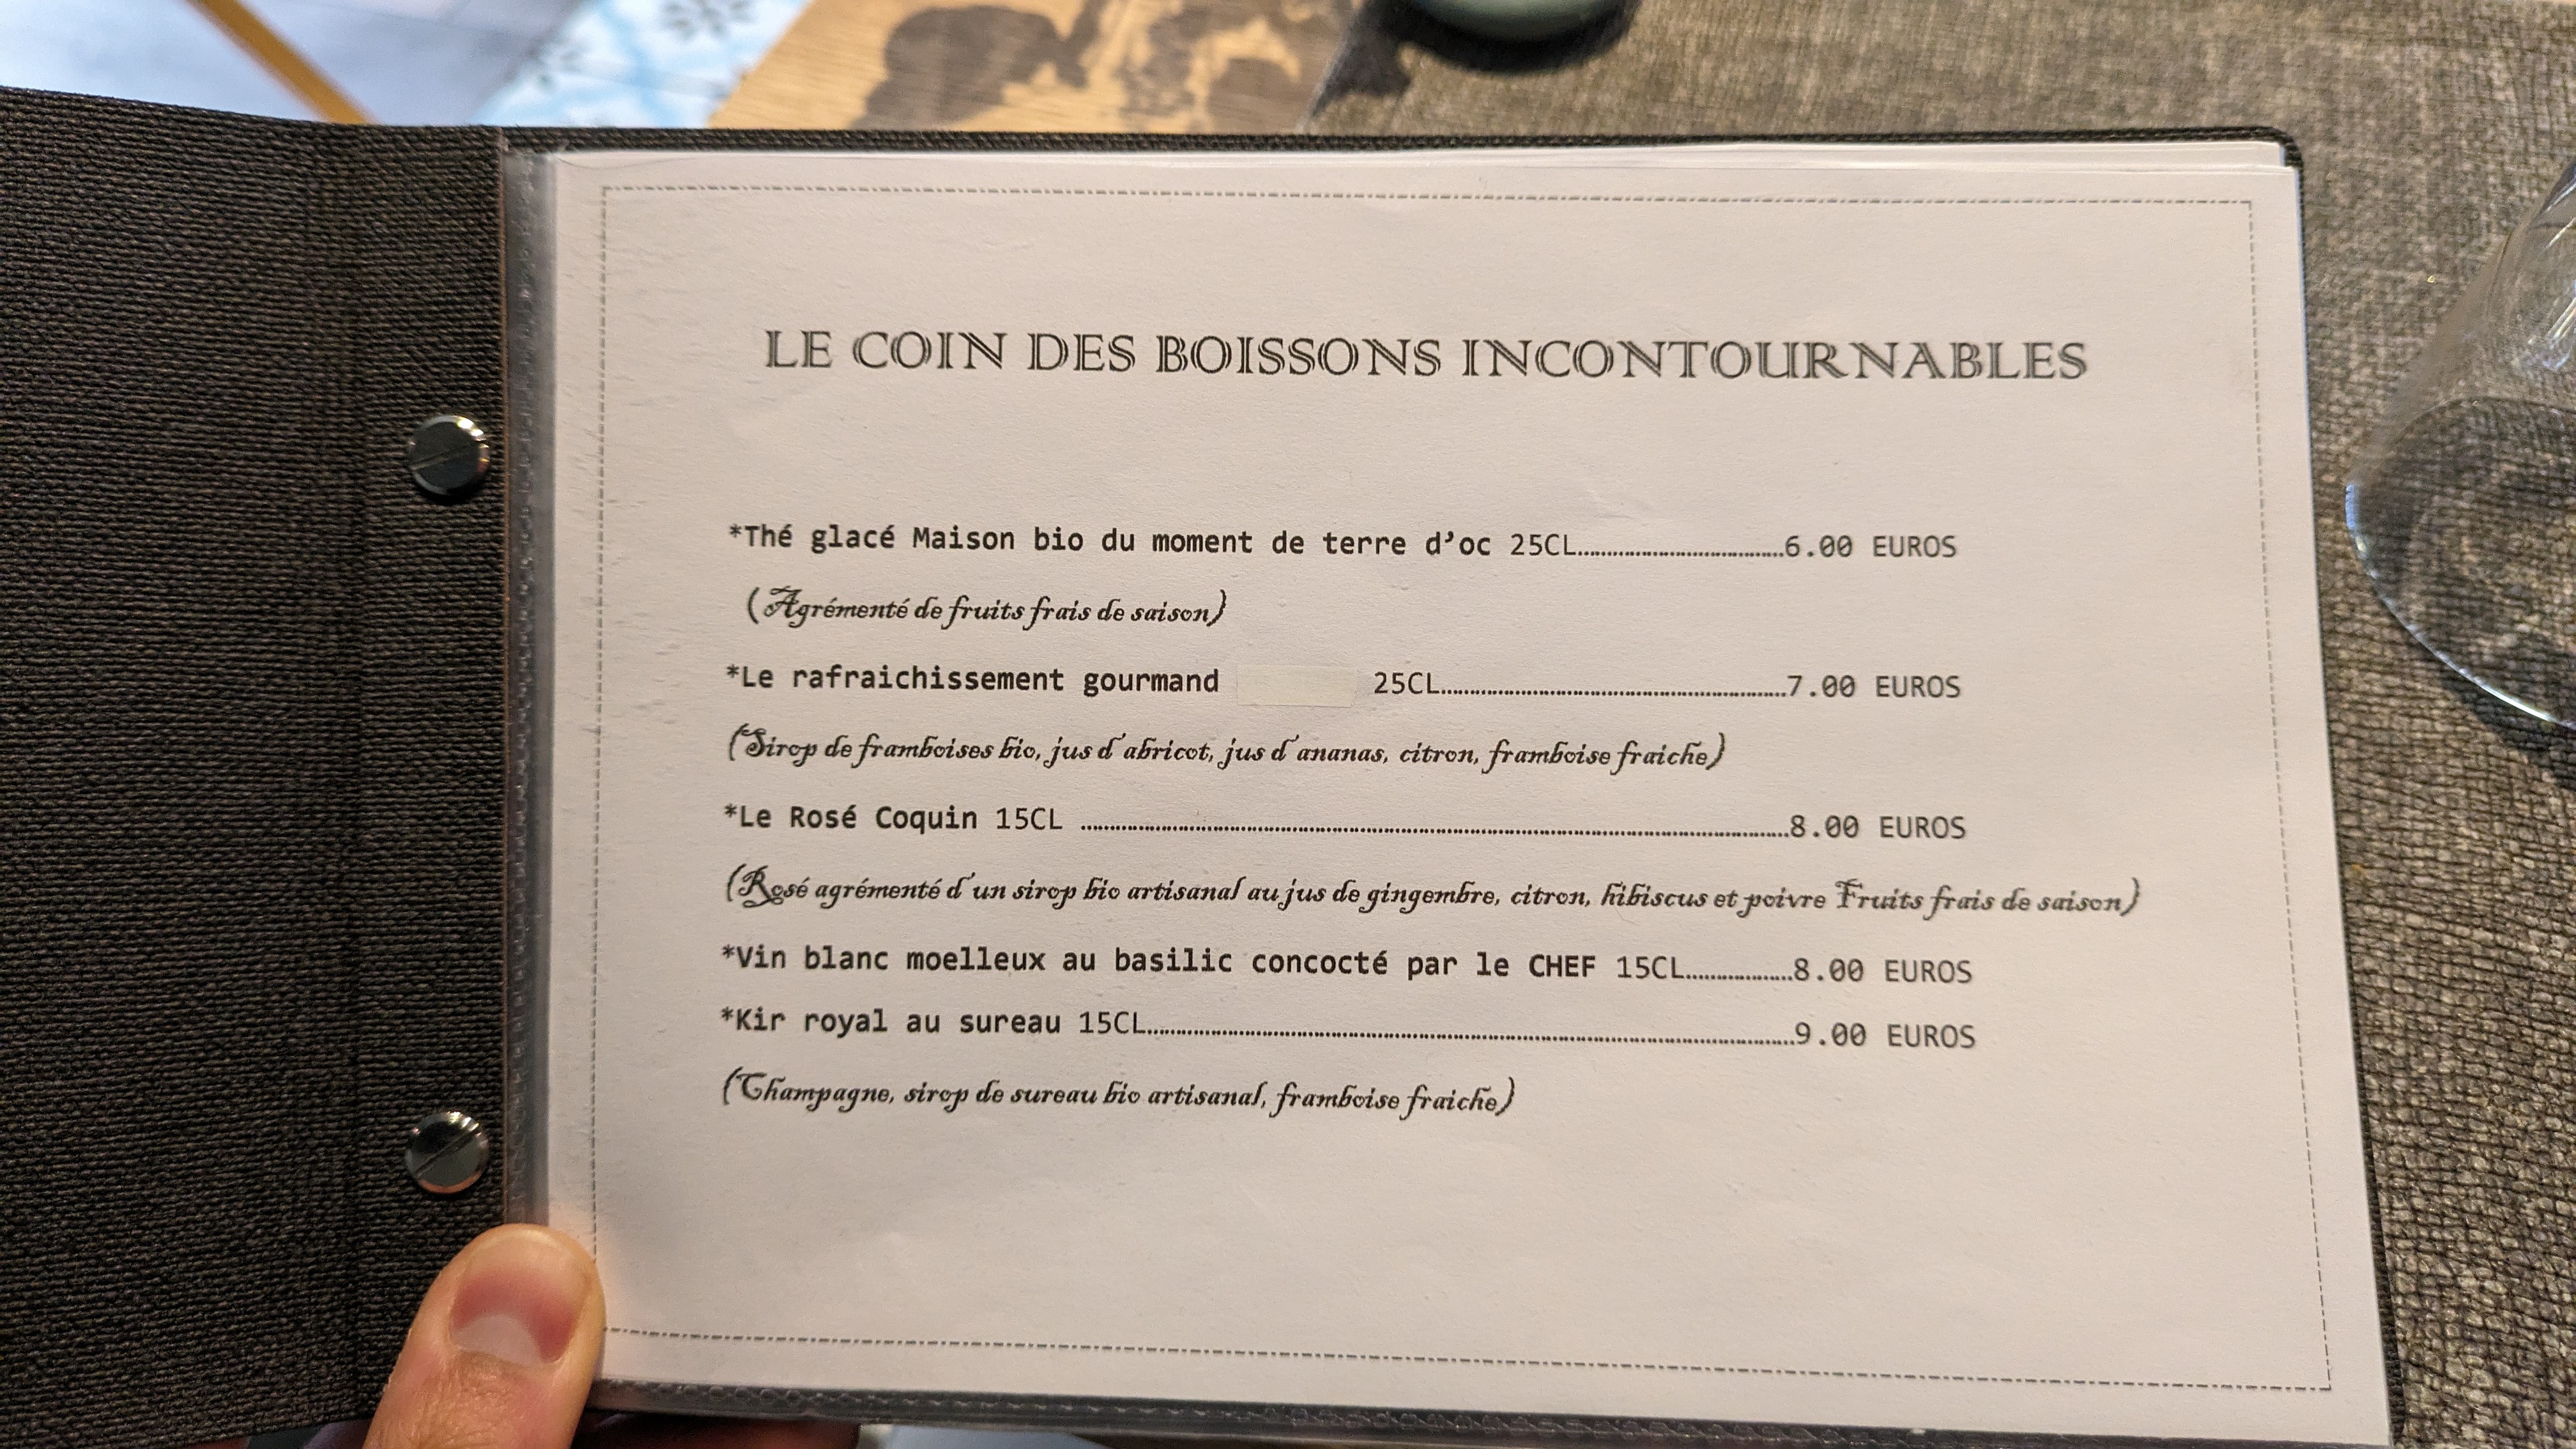 LE COIN DES BOISSONS INCONTOURNABLES
*Thé glacé Maison bio du moment de terre d’oc 25CL……………………………………6.00 EUROS
(Agrémenté de fruits frais de saison)
*Le rafraichissement gourmand 25CL……………………………………………………………7.00 EUROS
(Sirop de framboises bio, jus d'abricot, jus d'ananas, citron, framboise fraiche)
*Le Rosé Coquin 15CL ………………………………………………………………………………………8.00 EUROS
(Rosé agrémenté d'un sirop bio artisanal au jus de gingembre, citron, hibiscus et poivre Fruits frais de saison)
*Vin blanc moelleux au basilic concocté par le CHEF 15CL…………………8.00 EUROS
*Kir royal au sureau 15CL………………………………………………………………………………9.00 EUROS
(Champagne, sirop de sureau bio artisanal, framboise fraiche)